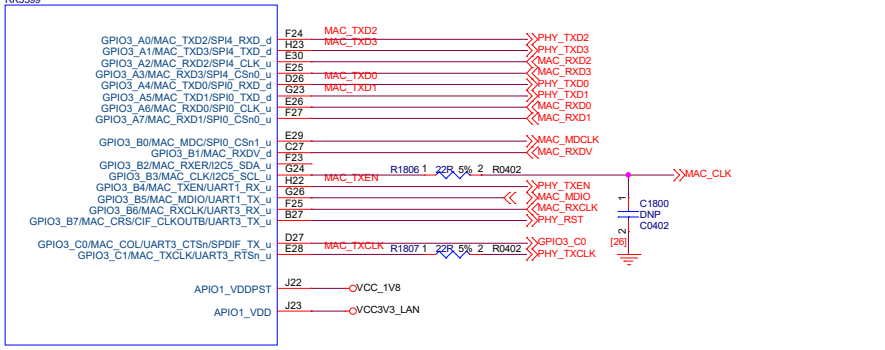 RK3399
GPIO3_A0/MAC_TXD2/SPI4_RXD_d F24 MAC_TXD2 PHY_TXD2
GPIO3_A1/MAC_TXD3/SPI4_TXD_d H23 MAC_TXD3 PHY_TXD3
GPIO3_A2/MAC_RXD2/SPI4_CLK_u E30 MAC_RXD2
GPIO3_A3/MAC_RXD3/SPI4_CSn0_u E25 MAC_RXD3
GPIO3_A4/MAC_TXD0/SPI0_RXD_d D26 MAC_TXD0 PHY_TXD0
GPIO3_A5/MAC_TXD1/SPI0_TXD_d G23 MAC_TXD1 PHY_TXD1
GPIO3_A6/MAC_RXD0/SPI0_CLK_u E26 MAC_RXD0
GPIO3_A7/MAC_RXD1/SPI0_CSn0_u F27 MAC_RXD1
GPIO3_B0/MAC_MDC/SPI0_CSn1_u E29 MAC_MDCLK
GPIO3_B1/MAC_RXDV_d C27 MAC_RXDV
GPIO3_B2/MAC_RXER/I2C5_SDA_u F23
GPIO3_B3/MAC_CLK/I2C5_SCL_u G24 R1806 1 22R 5% 2 R0402 MAC_CLK
GPIO3_B4/MAC_TXEN/UART1_RX_u H22 MAC_TXEN PHY_TXEN
GPIO3_B5/MAC_MDIO/UART1_TX_u G26 MAC_MDIO
GPIO3_B6/MAC_RXCLK/UART3_RX_u F25 MAC_RXCLK
GPIO3_B7/MAC_CRS/CIF_CLKOUTB/UART3_TX_u B27 PHY_RST
1
C1800
DNP
C0402
2
[26]
GPIO3_C0/MAC_COL/UART3_CTSn/SPDIF_TX_u D27 GPIO3_C0
GPIO3_C1/MAC_TXCLK/UART3_RTSn_u E28 MAC_TXCLK R1807 1 22R 5% 2 R0402 PHY_TXCLK
APIO1_VDDPST J22 VCC_1V8
APIO1_VDD J23 VCC3V3_LAN